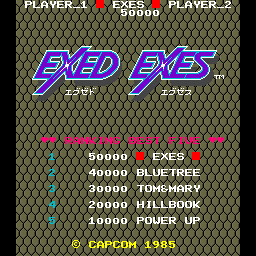 PLAYER_1 EXES PLAYER_2
50000
EXED EXES TM
エグゼド エグゼス
RANKING BEST FIVE
1 50000 EXES
2 40000 BLUETREE
3 30000 TOM&MARY
4 20000 HILLBOOK
5 10000 POWER UP
© CAPCOM 1985